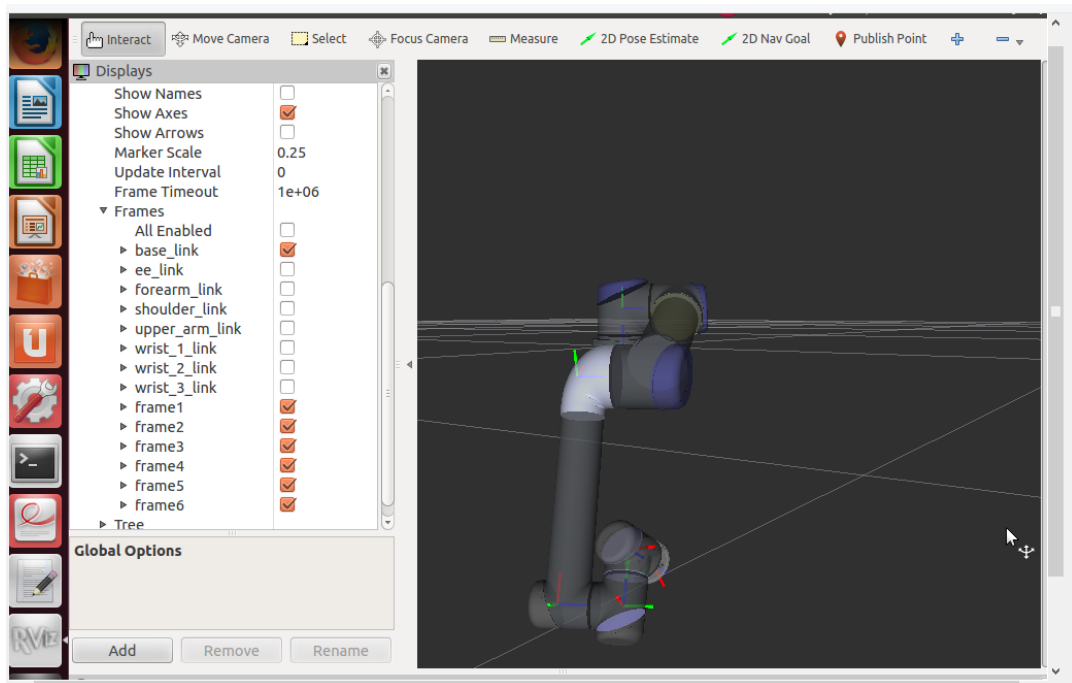 Interact Move Camera Select Focus Camera Measure 2D Pose Estimate 2D Nav Goal Publish Point
Displays
Show Names
Show Axes
Show Arrows
Marker Scale 0.25
Update Interval 0
Frame Timeout 1e+06
Frames
All Enabled
base_link
ee_link
forearm_link
shoulder_link
upper_arm_link
wrist_1_link
wrist_2_link
wrist_3_link
frame1
frame2
frame3
frame4
frame5
frame6
Tree
Global Options
Add Remove Rename
RViz